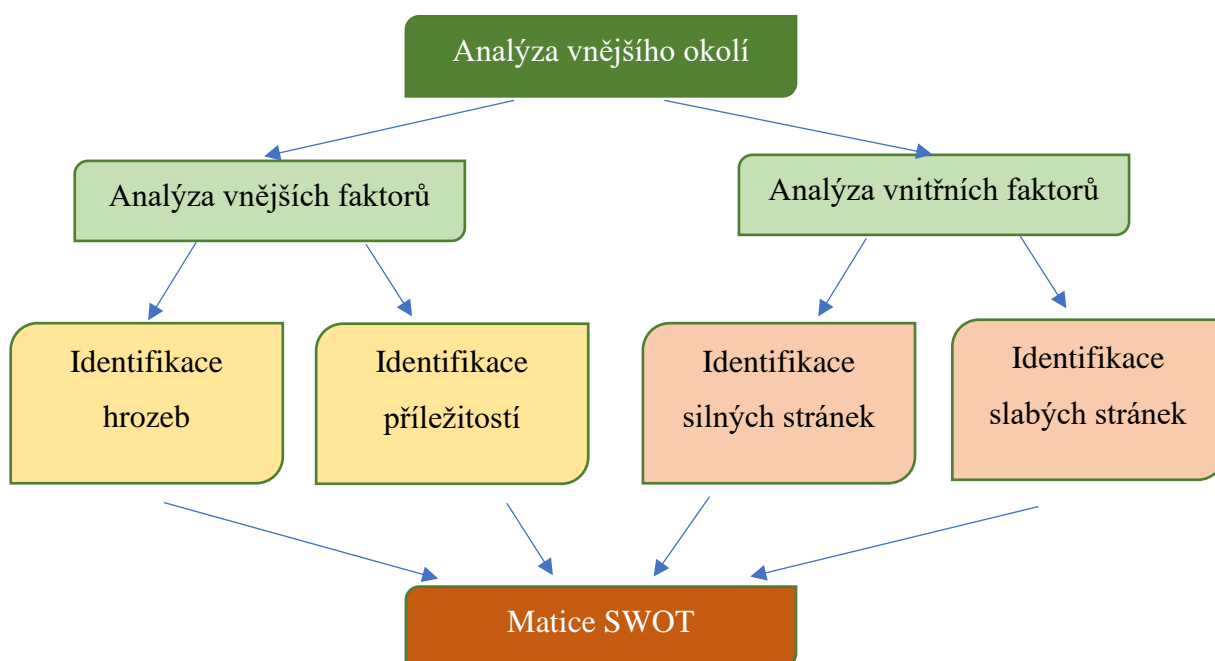 Analýza vnějšího okolí
Analýza vnějších faktorů
Analýza vnitřních faktorů
Identifikace
hrozeb
Identifikace
příležitostí
Identifikace
silných stránek
Identifikace
slabých stránek
Matice SWOT